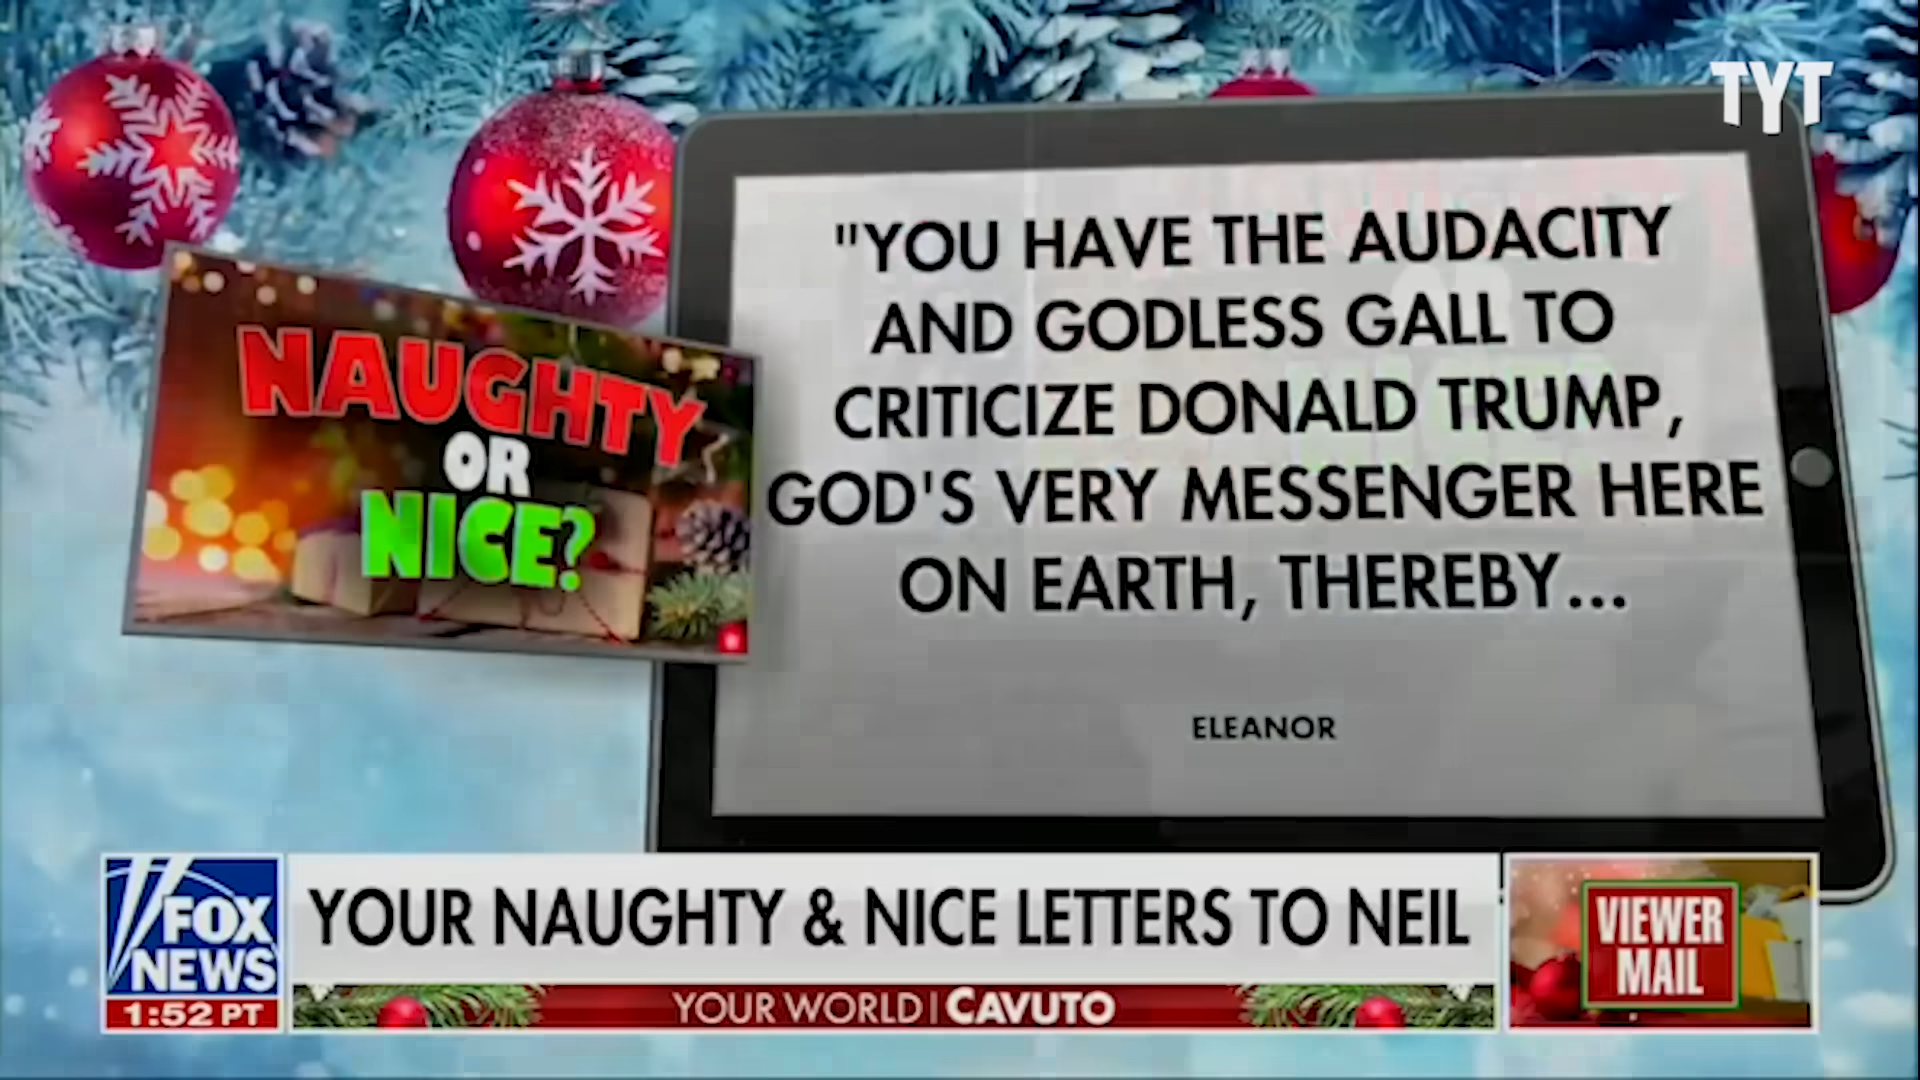 TYT
NAUGHTY
OR
NICE?
"YOU HAVE THE AUDACITY
AND GODLESS GALL TO
CRITICIZE DONALD TRUMP,
GOD'S VERY MESSENGER HERE
ON EARTH, THEREBY...
ELEANOR
FOX
NEWS
1:52 PT
YOUR NAUGHTY & NICE LETTERS TO NEIL
YOUR WORLD | CAVUTO
VIEWER
MAIL